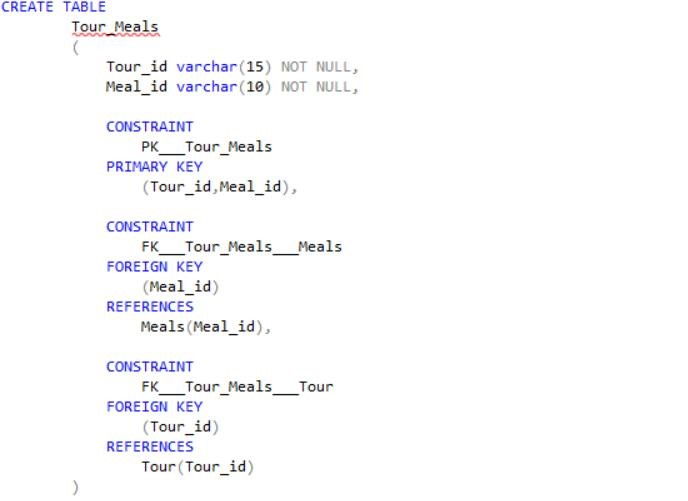 CREATE TABLE
Tour_Meals
(
Tour_id varchar(15) NOT NULL,
Meal_id varchar(10) NOT NULL,
CONSTRAINT
PK___Tour_Meals
PRIMARY KEY
(Tour_id,Meal_id),
CONSTRAINT
FK___Tour_Meals___Meals
FOREIGN KEY
(Meal_id)
REFERENCES
Meals(Meal_id),
CONSTRAINT
FK___Tour_Meals___Tour
FOREIGN KEY
(Tour_id)
REFERENCES
Tour(Tour_id)
)